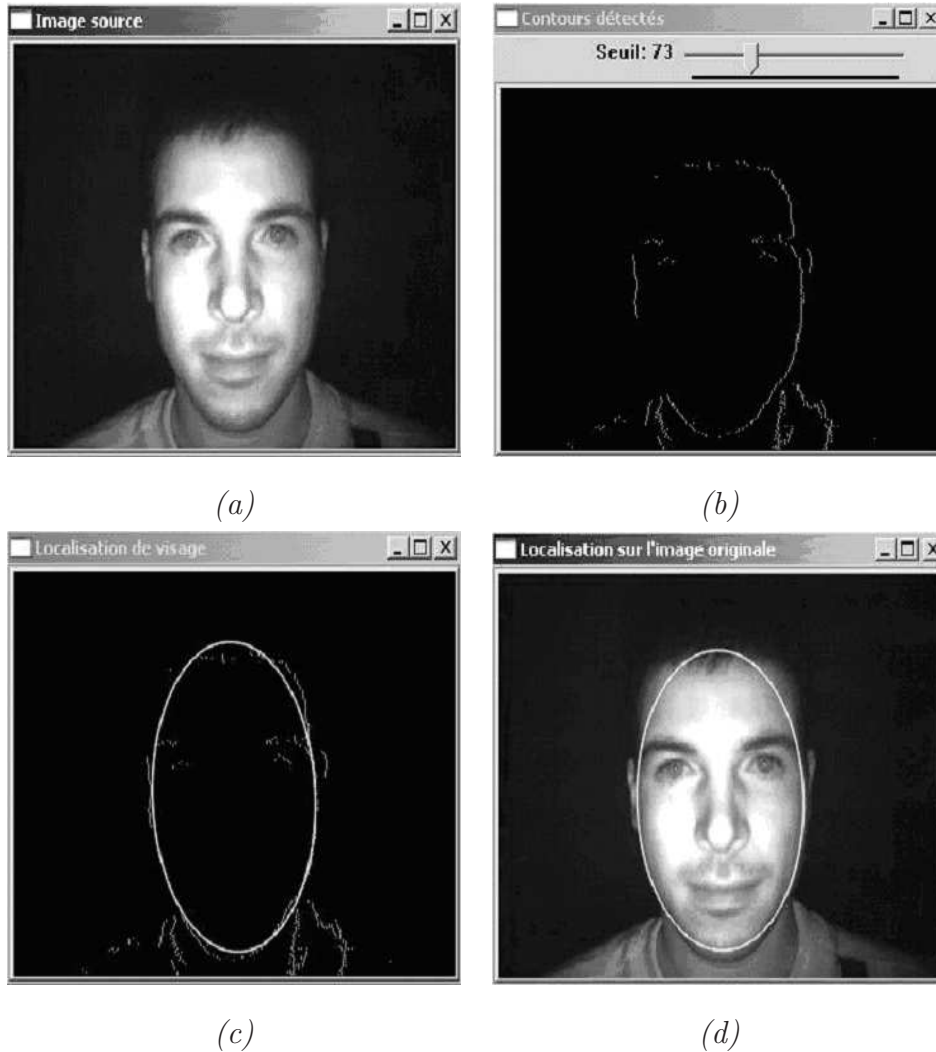 Image source
Contours détectés
Seuil: 73
(a)
(b)
Localisation de visage
Localisation sur l'image originale
(c)
(d)